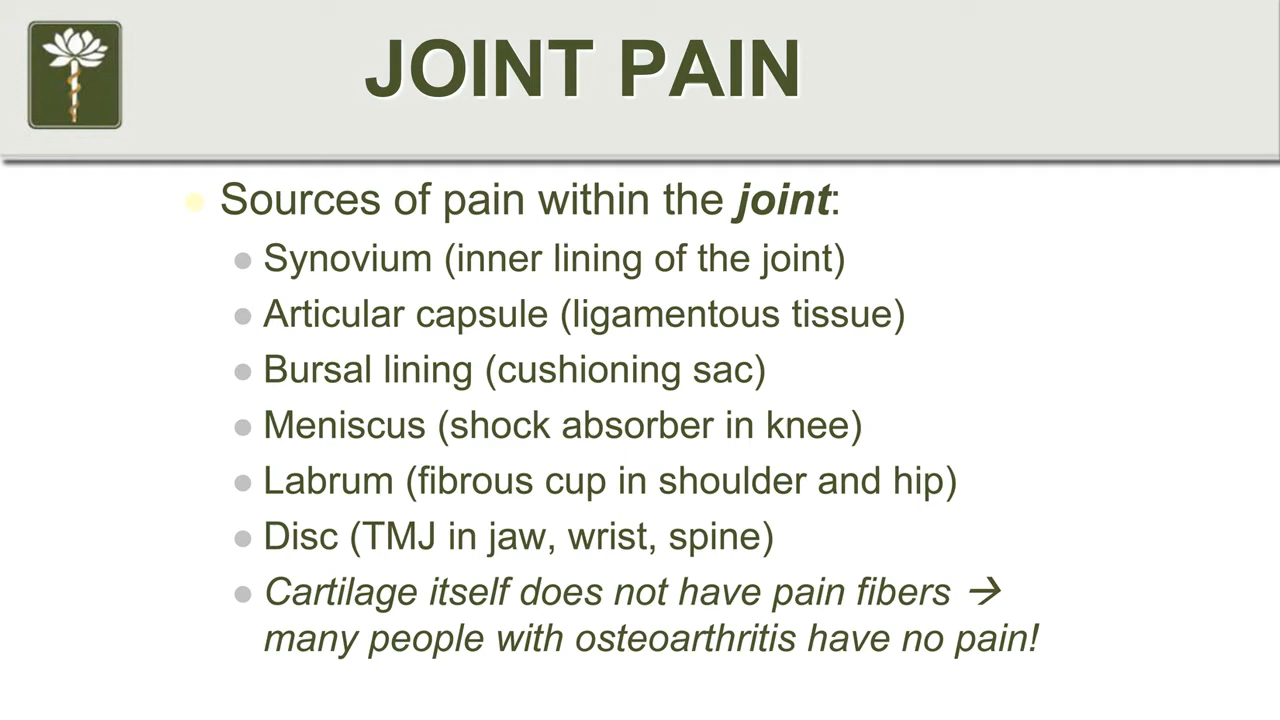 JOINT PAIN
Sources of pain within the joint:
Synovium (inner lining of the joint)
Articular capsule (ligamentous tissue)
Bursal lining (cushioning sac)
Meniscus (shock absorber in knee)
Labrum (fibrous cup in shoulder and hip)
Disc (TMJ in jaw, wrist, spine)
Cartilage itself does not have pain fibers →
many people with osteoarthritis have no pain!